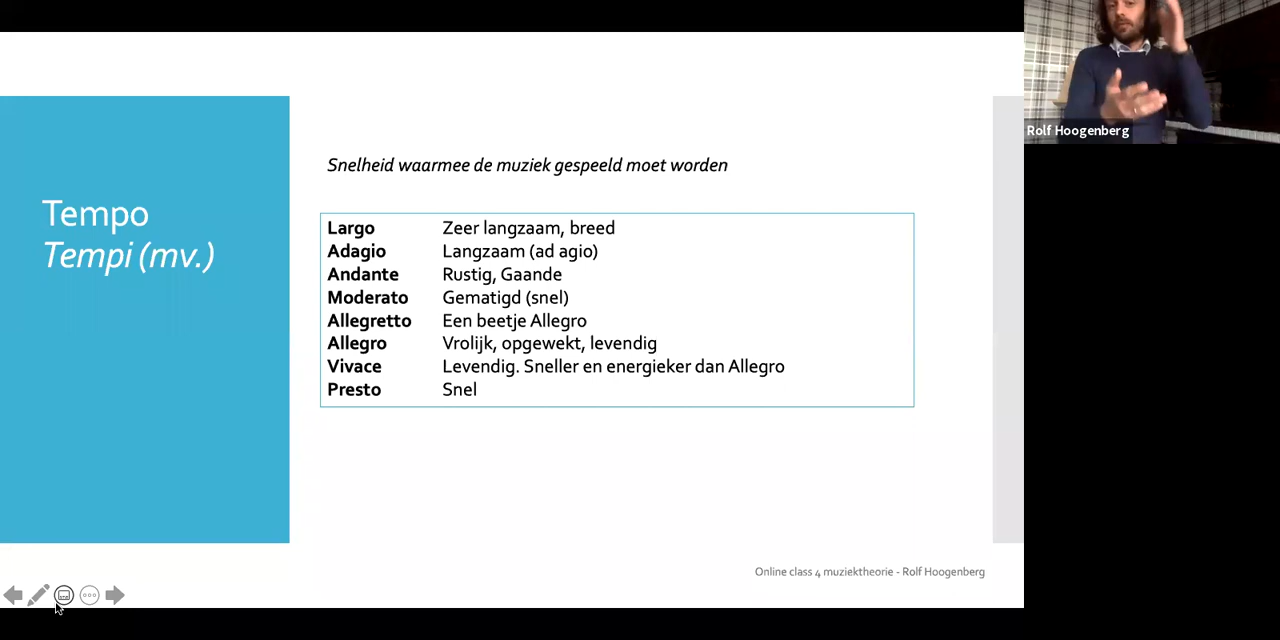 Tempo
Tempi (mv.)
Snelheid waarmee de muziek gespeeld moet worden
Largo Zeer langzaam, breed
Adagio Langzaam (ad agio)
Andante Rustig, Gaande
Moderato Gematigd (snel)
Allegretto Een beetje Allegro
Allegro Vrolijk, opgewekt, levendig
Vivace Levendig. Sneller en energieker dan Allegro
Presto Snel
Online class 4 muziektheorie - Rolf Hoogenberg
Rolf Hoogenberg